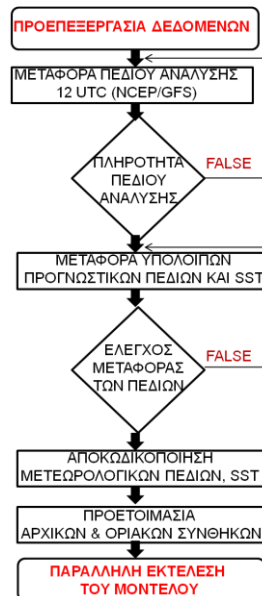 ΠΡΟΕΠΕΞΕΡΓΑΣΙΑ ΔΕΔΟΜΕΝΩΝ
ΜΕΤΑΦΟΡΑ ΠΕΔΙΟΥ ΑΝΑΛΥΣΗΣ
12 UTC (NCEP/GFS)
ΠΛΗΡΟΤΗΤΑ
ΠΕΔΙΟΥ
ΑΝΑΛΥΣΗΣ
FALSE
ΜΕΤΑΦΟΡΑ ΥΠΟΛΟΙΠΩΝ
ΠΡΟΓΝΩΣΤΙΚΩΝ ΠΕΔΙΩΝ ΚΑΙ SST
ΕΛΕΓΧΟΣ
ΜΕΤΑΦΟΡΑΣ
ΤΩΝ ΠΕΔΙΩΝ
FALSE
ΑΠΟΚΩΔΙΚΟΠΟΙΗΣΗ
ΜΕΤΕΩΡΟΛΟΓΙΚΩΝ ΠΕΔΙΩΝ, SST
ΠΡΟΕΤΟΙΜΑΣΙΑ
ΑΡΧΙΚΩΝ & ΟΡΙΑΚΩΝ ΣΥΝΘΗΚΩΝ
ΠΑΡΑΛΛΗΛΗ ΕΚΤΕΛΕΣΗ
ΤΟΥ ΜΟΝΤΕΛΟΥ